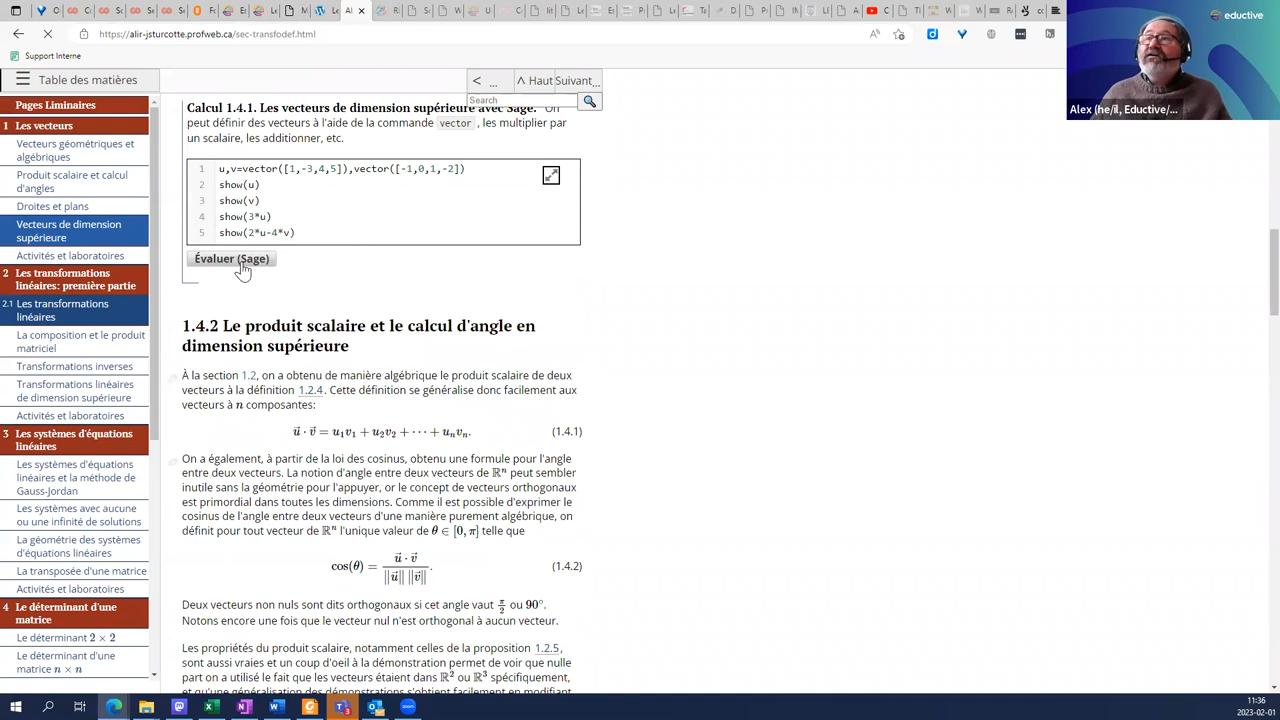 https://alir-jsturcotte.profweb.ca/sec-transfodef.html
Support Interne
Table des matières
< ...
^ Haut
Suivant...
Search
Pages Liminaires
1 Les vecteurs
Vecteurs géométriques et
algébriques
Produit scalaire et calcul
d'angles
Droites et plans
Vecteurs de dimension
supérieure
Activités et laboratoires
2 Les transformations
linéaires: première partie
2.1 Les transformations
linéaires
La composition et le produit
matriciel
Transformations inverses
Transformations linéaires
de dimension supérieure
Activités et laboratoires
3 Les systèmes d'équations
linéaires
Les systèmes d'équations
linéaires et la méthode de
Gauss-Jordan
Les systèmes avec aucune
ou une infinité de solutions
La géométrie des systèmes
d'équations linéaires
La transposée d'une matrice
Activités et laboratoires
4 Le déterminant d'une
matrice
Le déterminant 2 × 2
Le déterminant d'une
matrice n × n
Calcul 1.4.1. Les vecteurs de dimension supérieure avec Sage. On
peut définir des vecteurs à l'aide de la commande vector , les multiplier par
un scalaire, les additionner, etc.
1 u,v=vector([1,-3,4,5]),vector([-1,0,1,-2])
2 show(u)
3 show(v)
4 show(3*u)
5 show(2*u-4*v)
Évaluer (Sage)
1.4.2 Le produit scalaire et le calcul d'angle en
dimension supérieure
À la section 1.2, on a obtenu de manière algébrique le produit scalaire de deux
vecteurs à la définition 1.2.4. Cette définition se généralise donc facilement aux
vecteurs à n composantes:
u⃗ · v⃗ = u₁v₁ + u₂v₂ + ··· + uₙvₙ. (1.4.1)
On a également, à partir de la loi des cosinus, obtenu une formule pour l'angle
entre deux vecteurs. La notion d'angle entre deux vecteurs de ℝⁿ peut sembler
inutile sans la géométrie pour l'appuyer, or le concept de vecteurs orthogonaux
est primordial dans toutes les dimensions. Comme il est possible d'exprimer le
cosinus de l'angle entre deux vecteurs d'une manière purement algébrique, on
définit pour tout vecteur de ℝⁿ l'unique valeur de θ ∈ [0, π] telle que
cos(θ) = u⃗ · v⃗ / ||u⃗|| ||v⃗||. (1.4.2)
Deux vecteurs non nuls sont dits orthogonaux si cet angle vaut π/2 ou 90°.
Notons encore une fois que le vecteur nul n'est orthogonal à aucun vecteur.
Les propriétés du produit scalaire, notamment celles de la proposition 1.2.5,
sont aussi vraies et un coup d'oeil à la démonstration permet de voir que nulle
part on a utilisé le fait que les vecteurs étaient dans ℝ² ou ℝ³ spécifiquement,
et qu'une généralisation des démonstrations s'obtient facilement en modifiant
eductive
Alex (he/il, Eductive/...
11:36
2023-02-01